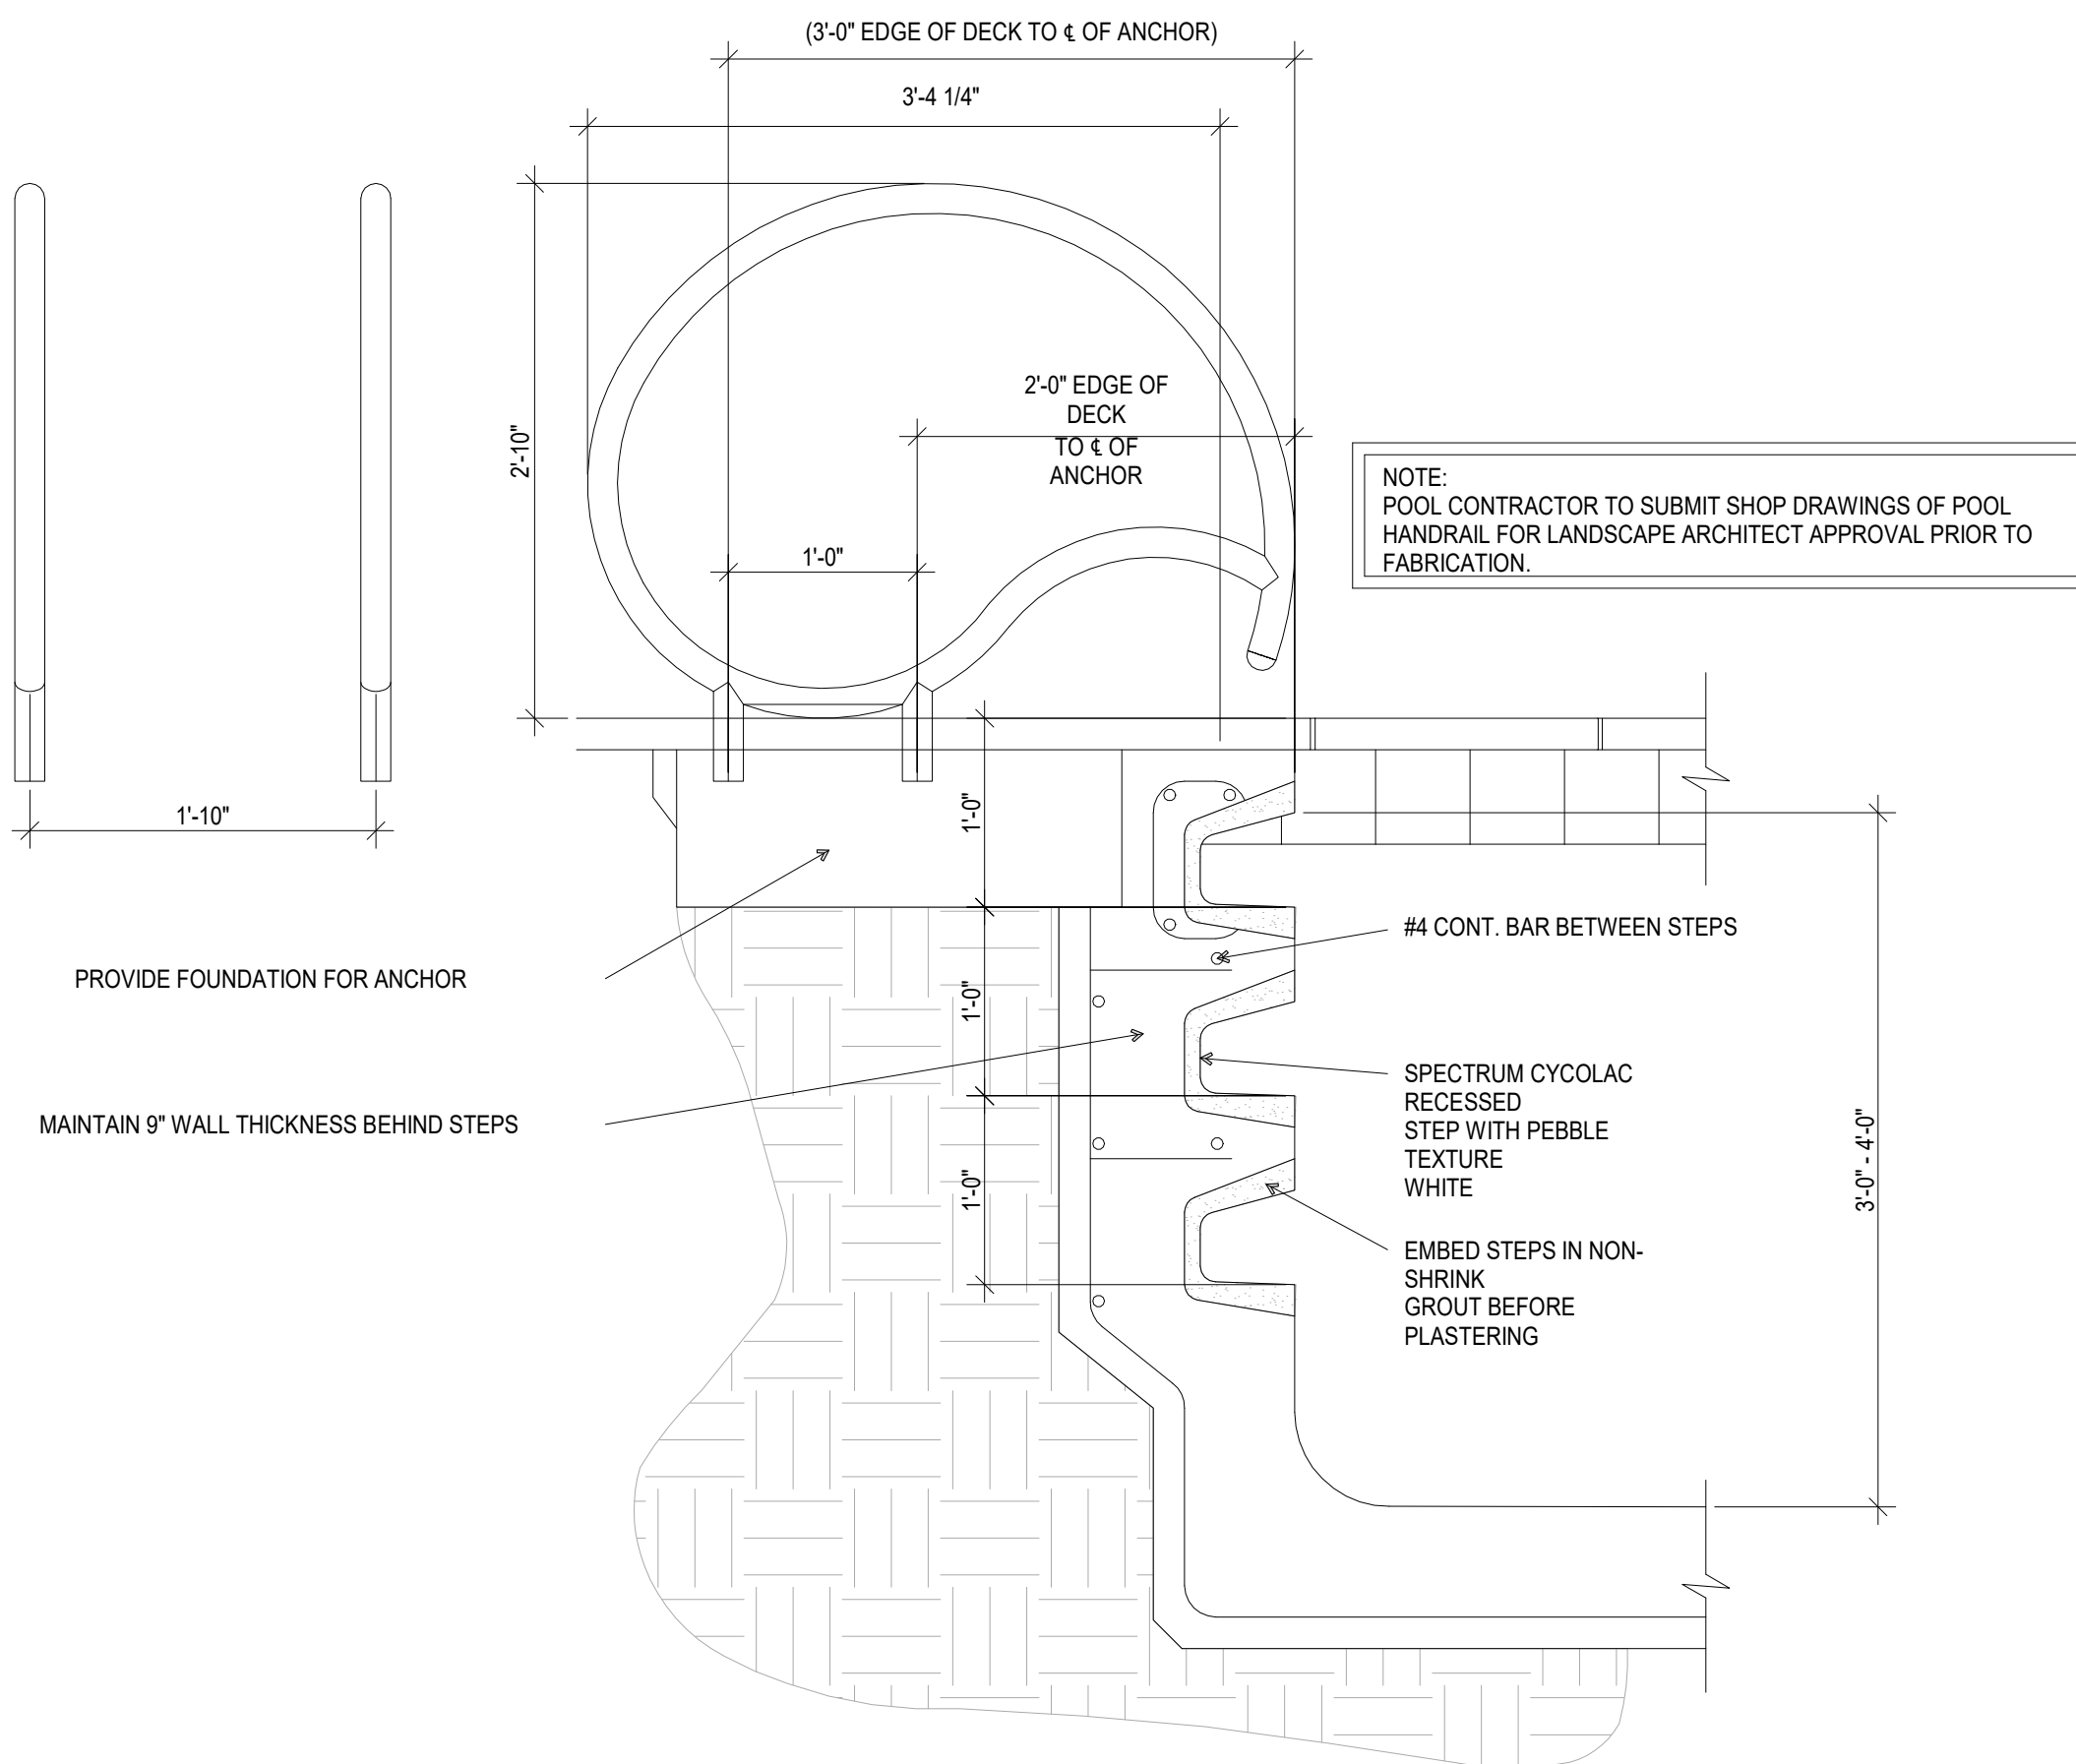 (3'-0" EDGE OF DECK TO ℄ OF ANCHOR)
3'-4 1/4"
2'-10"
2'-0" EDGE OF
DECK
TO ℄ OF
ANCHOR
1'-0"
NOTE:
POOL CONTRACTOR TO SUBMIT SHOP DRAWINGS OF POOL
HANDRAIL FOR LANDSCAPE ARCHITECT APPROVAL PRIOR TO
FABRICATION.
1'-10"
1'-0"
PROVIDE FOUNDATION FOR ANCHOR
#4 CONT. BAR BETWEEN STEPS
1'-0"
MAINTAIN 9" WALL THICKNESS BEHIND STEPS
SPECTRUM CYCOLAC
RECESSED
STEP WITH PEBBLE
TEXTURE
WHITE
3'-0" - 4'-0"
1'-0"
EMBED STEPS IN NON-
SHRINK
GROUT BEFORE
PLASTERING